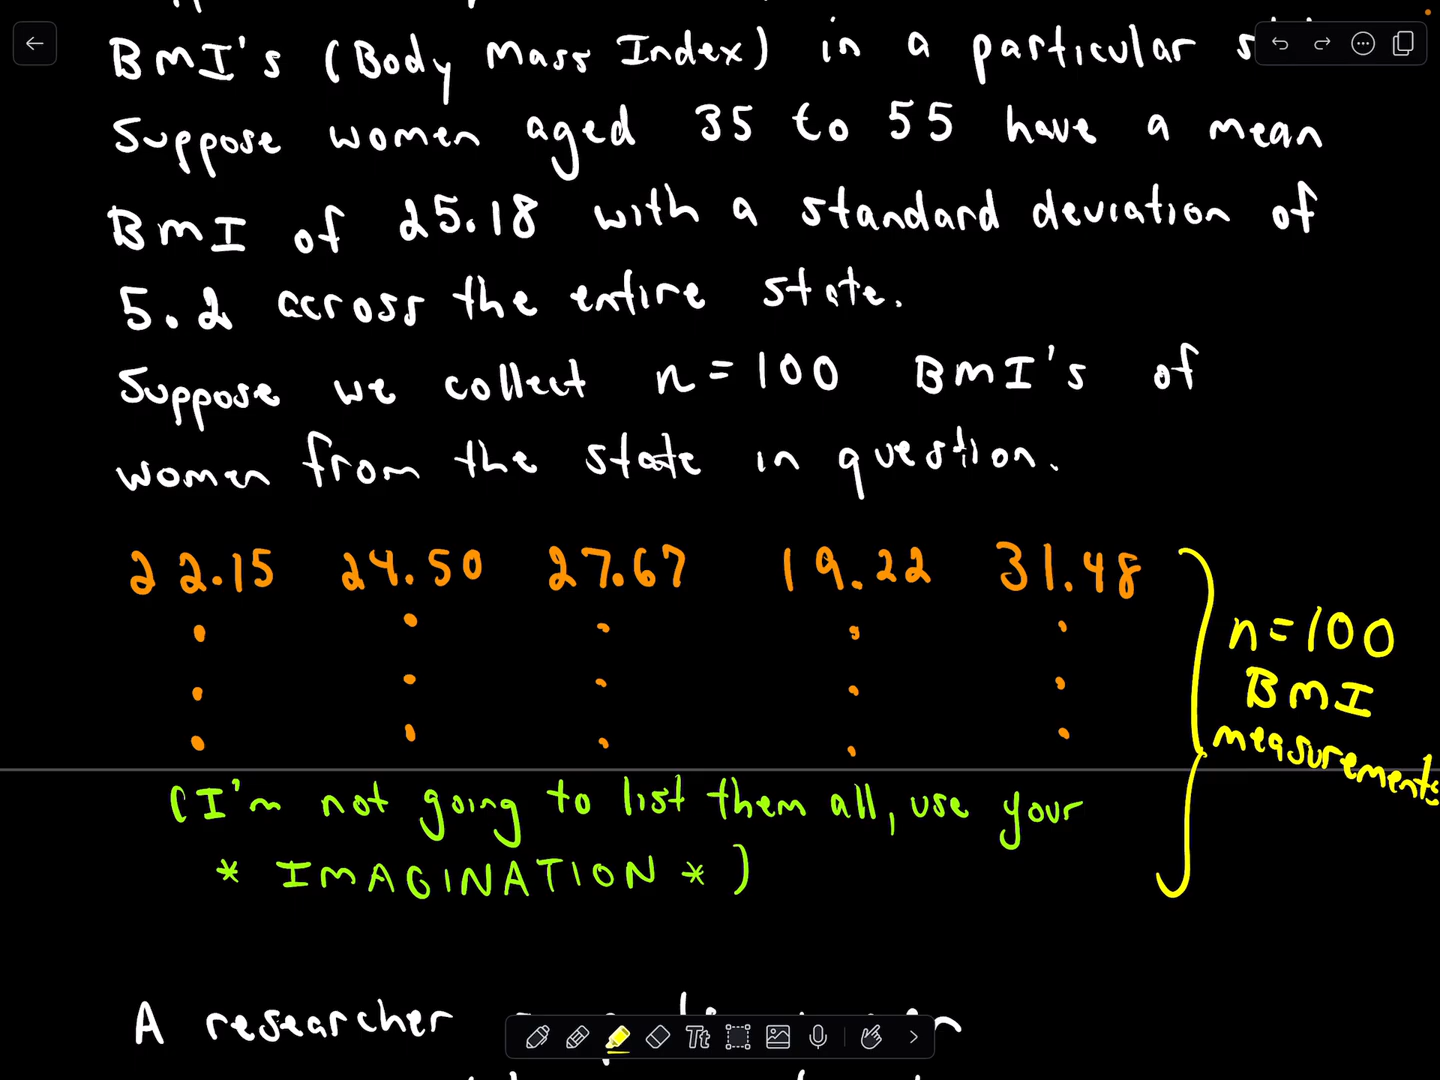 BMI's (Body Mass Index) in a particular
Suppose women aged 35 to 55 have a mean
BMI of 25.18 with a standard deviation of
5.2 across the entire state.
Suppose we collect n=100 BMI's of
women from the state in question.
22.15 24.50 27.67 19.22 31.48
n=100
BMI
measurements
(I'm not going to list them all, use your
* IMAGINATION *)
A researcher
Tt